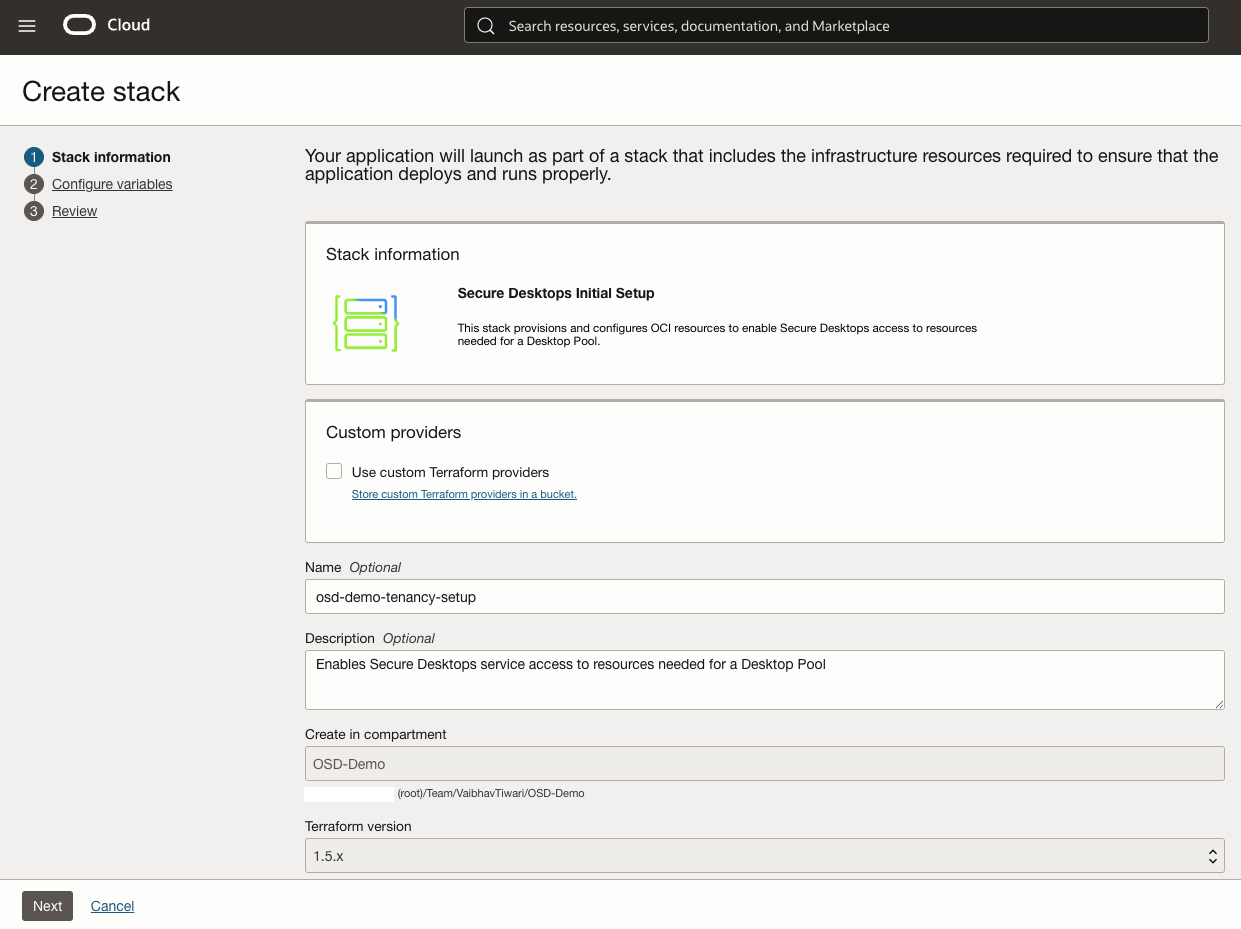 Cloud
Search resources, services, documentation, and Marketplace
Create stack
1 Stack information
2 Configure variables
3 Review
Your application will launch as part of a stack that includes the infrastructure resources required to ensure that the
application deploys and runs properly.
Stack information
Secure Desktops Initial Setup
This stack provisions and configures OCI resources to enable Secure Desktops access to resources
needed for a Desktop Pool.
Custom providers
Use custom Terraform providers
Store custom Terraform providers in a bucket.
Name Optional
osd-demo-tenancy-setup
Description Optional
Enables Secure Desktops service access to resources needed for a Desktop Pool
Create in compartment
OSD-Demo
(root)/Team/VaibhavTiwari/OSD-Demo
Terraform version
1.5.x
Next Cancel